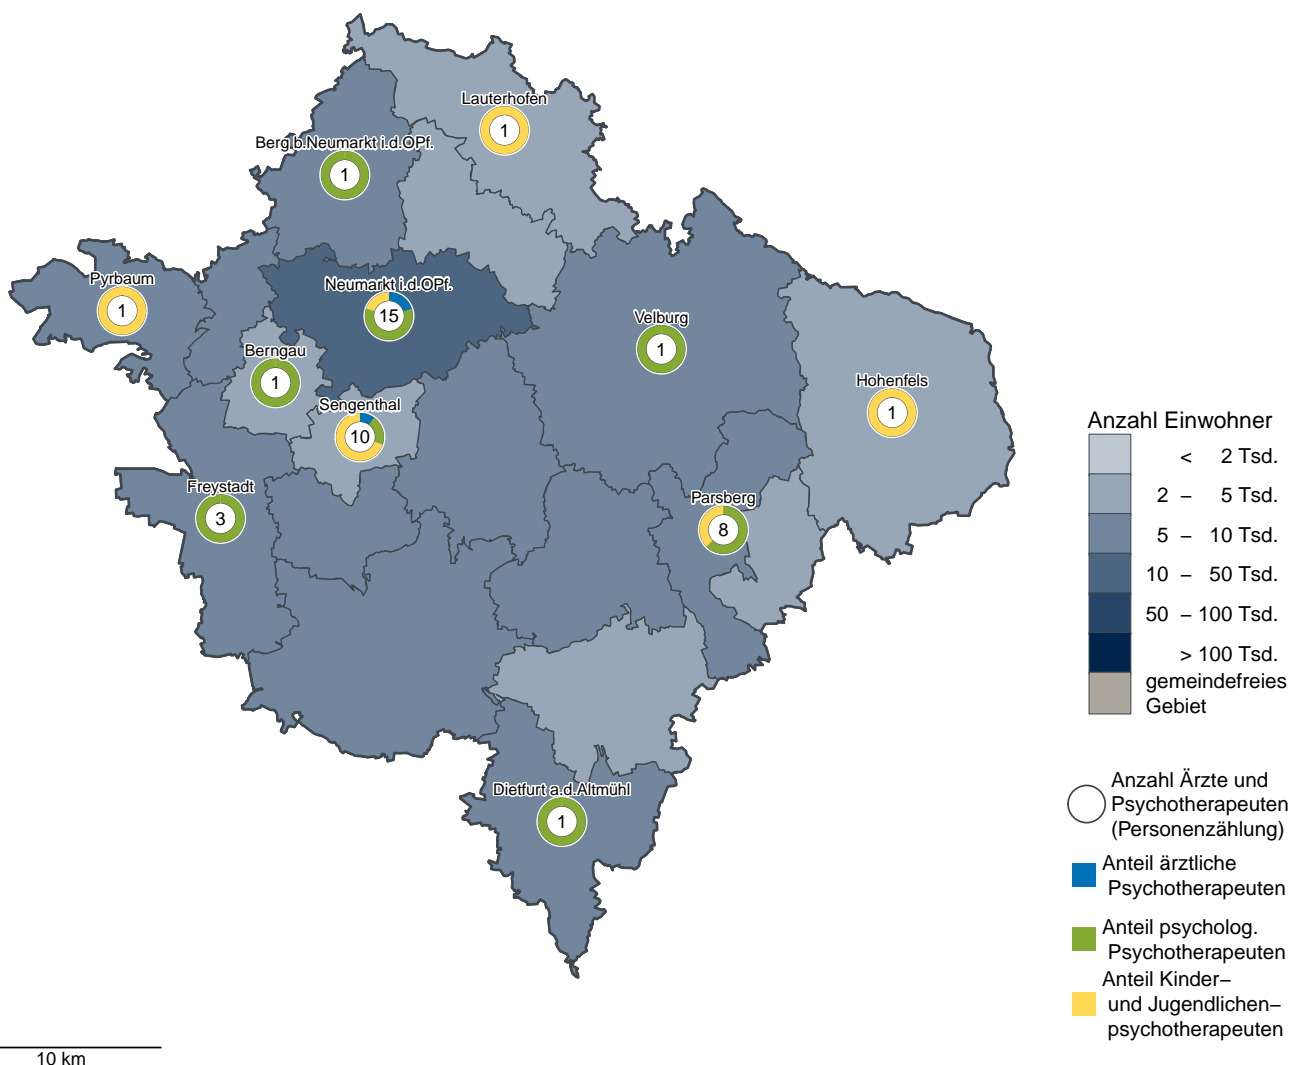 Lauterhofen
1
Berg b.Neumarkt i.d.OPf.
1
Pyrbaum
1
Neumarkt i.d.OPf.
15
Velburg
1
Berngau
1
Hohenfels
1
Sengenthal
10
Freystadt
3
Parsberg
8
Dietfurt a.d.Altmühl
1
Anzahl Einwohner
< 2 Tsd.
2 – 5 Tsd.
5 – 10 Tsd.
10 – 50 Tsd.
50 – 100 Tsd.
> 100 Tsd.
gemeindefreies
Gebiet
Anzahl Ärzte und
Psychotherapeuten
(Personenzählung)
Anteil ärztliche
Psychotherapeuten
Anteil psycholog.
Psychotherapeuten
Anteil Kinder–
und Jugendlichen–
psychotherapeuten
10 km